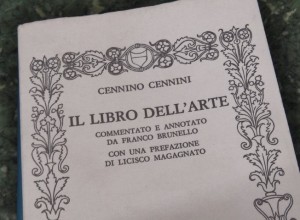 CENNINO CENNINI
IL LIBRO DELL'ARTE
COMMENTATO E ANNOTATO
DA FRANCO BRUNELLO
CON UNA PREFAZIONE
DI LICISCO MAGAGNATO